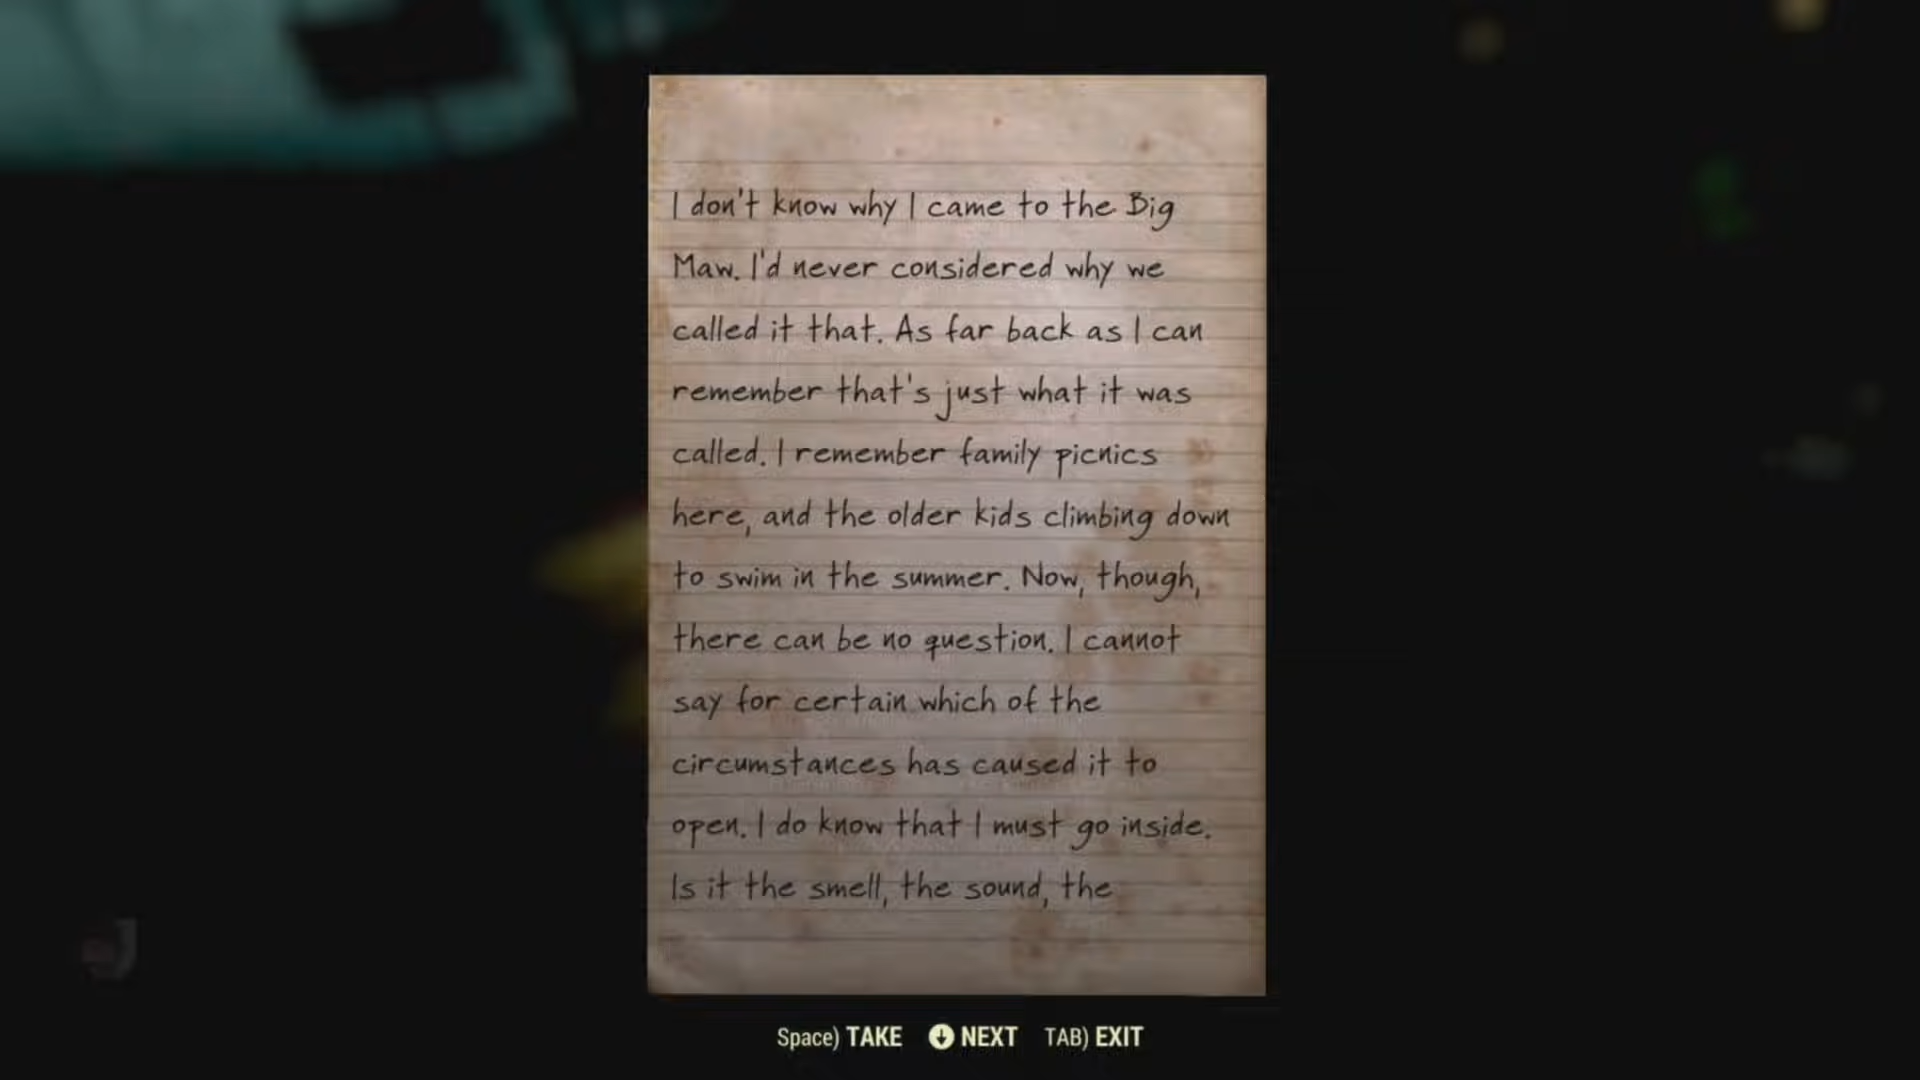 I don't know why I came to the Big
Maw. I'd never considered why we
called it that. As far back as I can
remember that's just what it was
called. I remember family picnics
here, and the older kids climbing down
to swim in the summer. Now, though,
there can be no question. I cannot
say for certain which of the
circumstances has caused it to
open. I do know that I must go inside.
Is it the smell, the sound, the
Space) TAKE NEXT TAB) EXIT